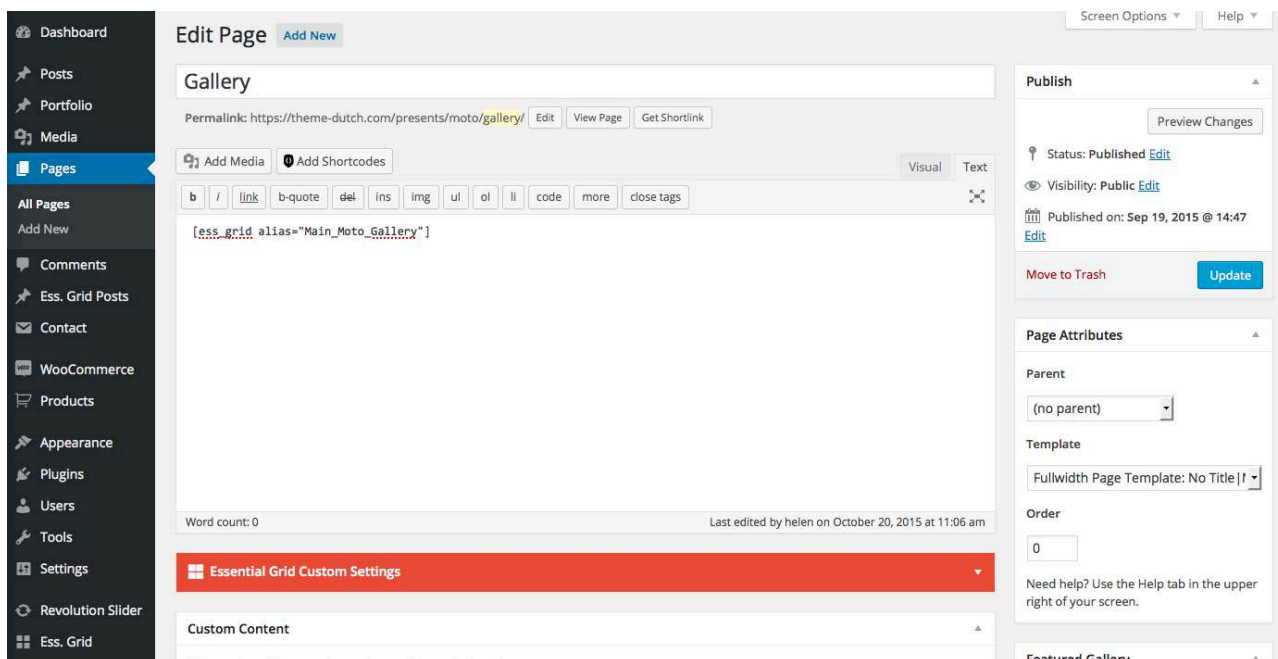 Screen Options
Help
Dashboard
Posts
Portfolio
Media
Pages
All Pages
Add New
Comments
Ess. Grid Posts
Contact
WooCommerce
Products
Appearance
Plugins
Users
Tools
Settings
Revolution Slider
Ess. Grid
Edit Page Add New
Gallery
Permalink: https://theme-dutch.com/presents/moto/gallery/ Edit View Page Get Shortlink
Add Media Add Shortcodes
Visual Text
b i link b-quote del ins img ul ol li code more close tags
[ess_grid alias="Main_Moto_Gallery"]
Word count: 0
Last edited by helen on October 20, 2015 at 11:06 am
Essential Grid Custom Settings
Custom Content
Publish
Preview Changes
Status: Published Edit
Visibility: Public Edit
Published on: Sep 19, 2015 @ 14:47
Edit
Move to Trash Update
Page Attributes
Parent
(no parent)
Template
Fullwidth Page Template: No Title|
Order
0
Need help? Use the Help tab in the upper
right of your screen.
Featured Gallery